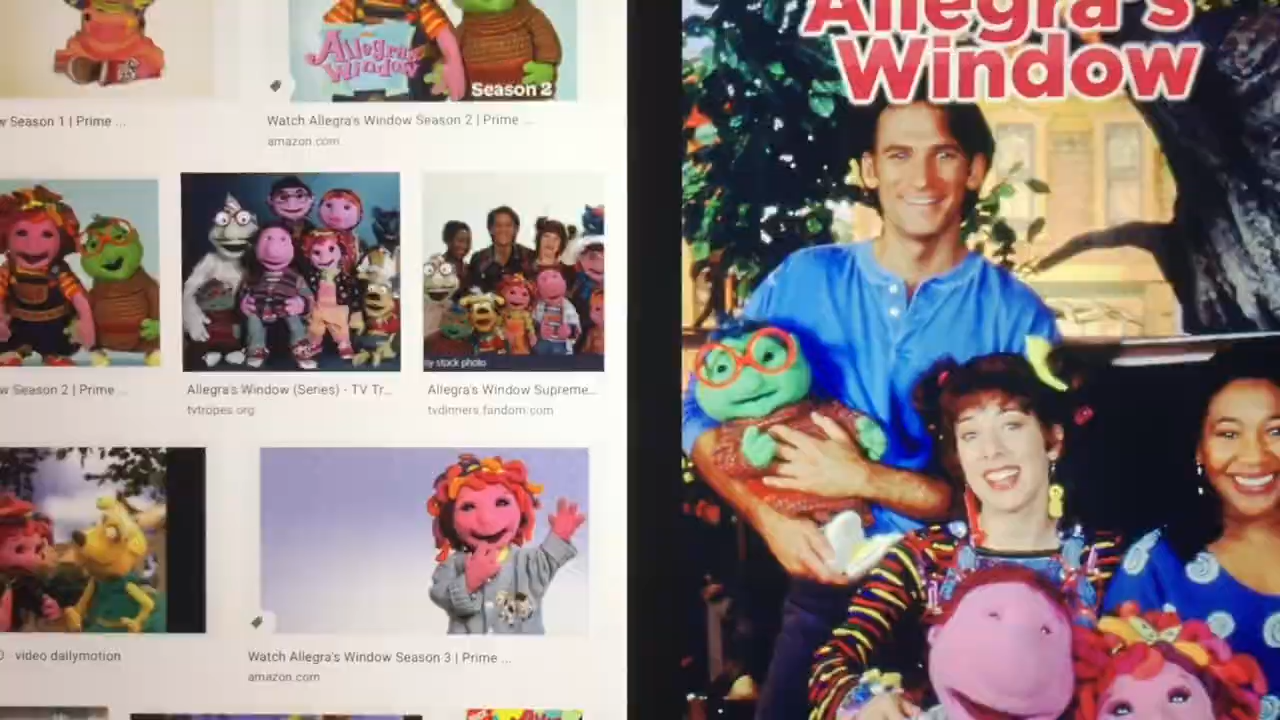 Allegra's
Window
Season 2
w Season 1 | Prime ...
Watch Allegra's Window Season 2 | Prime ...
amazon.com
w Season 2 | Prime ...
Allegra's Window (Series) - TV Tr...
tvtropes.org
stock photo
Allegra's Window Supreme...
tvdinners.fandom.com
video dailymotion
Watch Allegra's Window Season 3 | Prime ...
amazon.com
Allegra's
Window